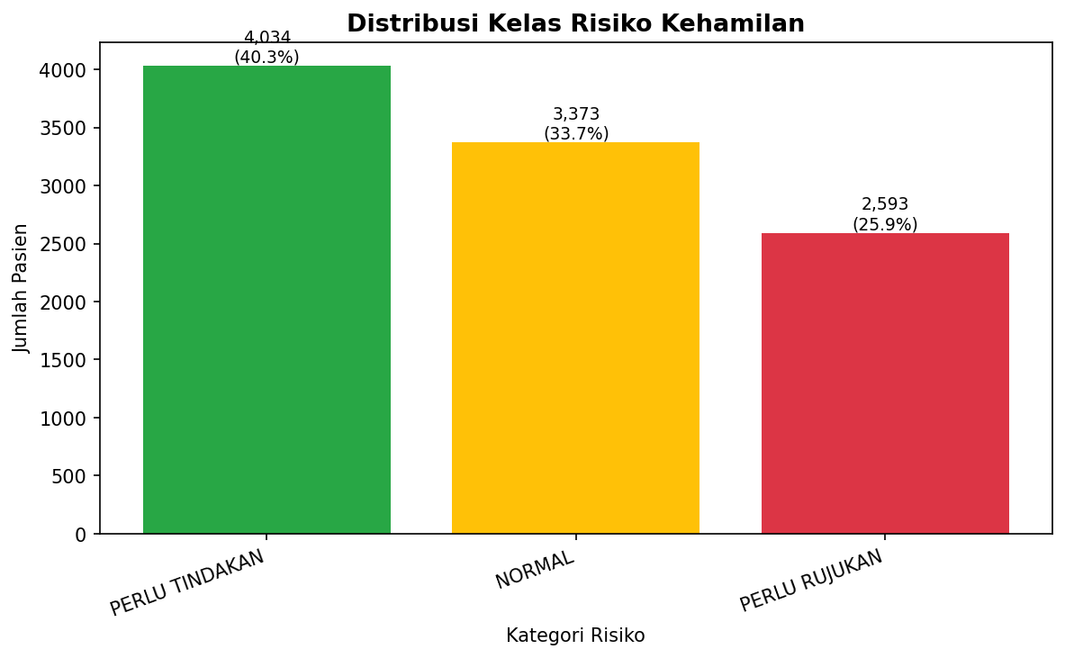 Distribusi Kelas Risiko Kehamilan
4,034
(40.3%)
3,373
(33.7%)
2,593
(25.9%)
Jumlah Pasien
4000
3500
3000
2500
2000
1500
1000
500
0
PERLU TINDAKAN
NORMAL
PERLU RUJUKAN
Kategori Risiko